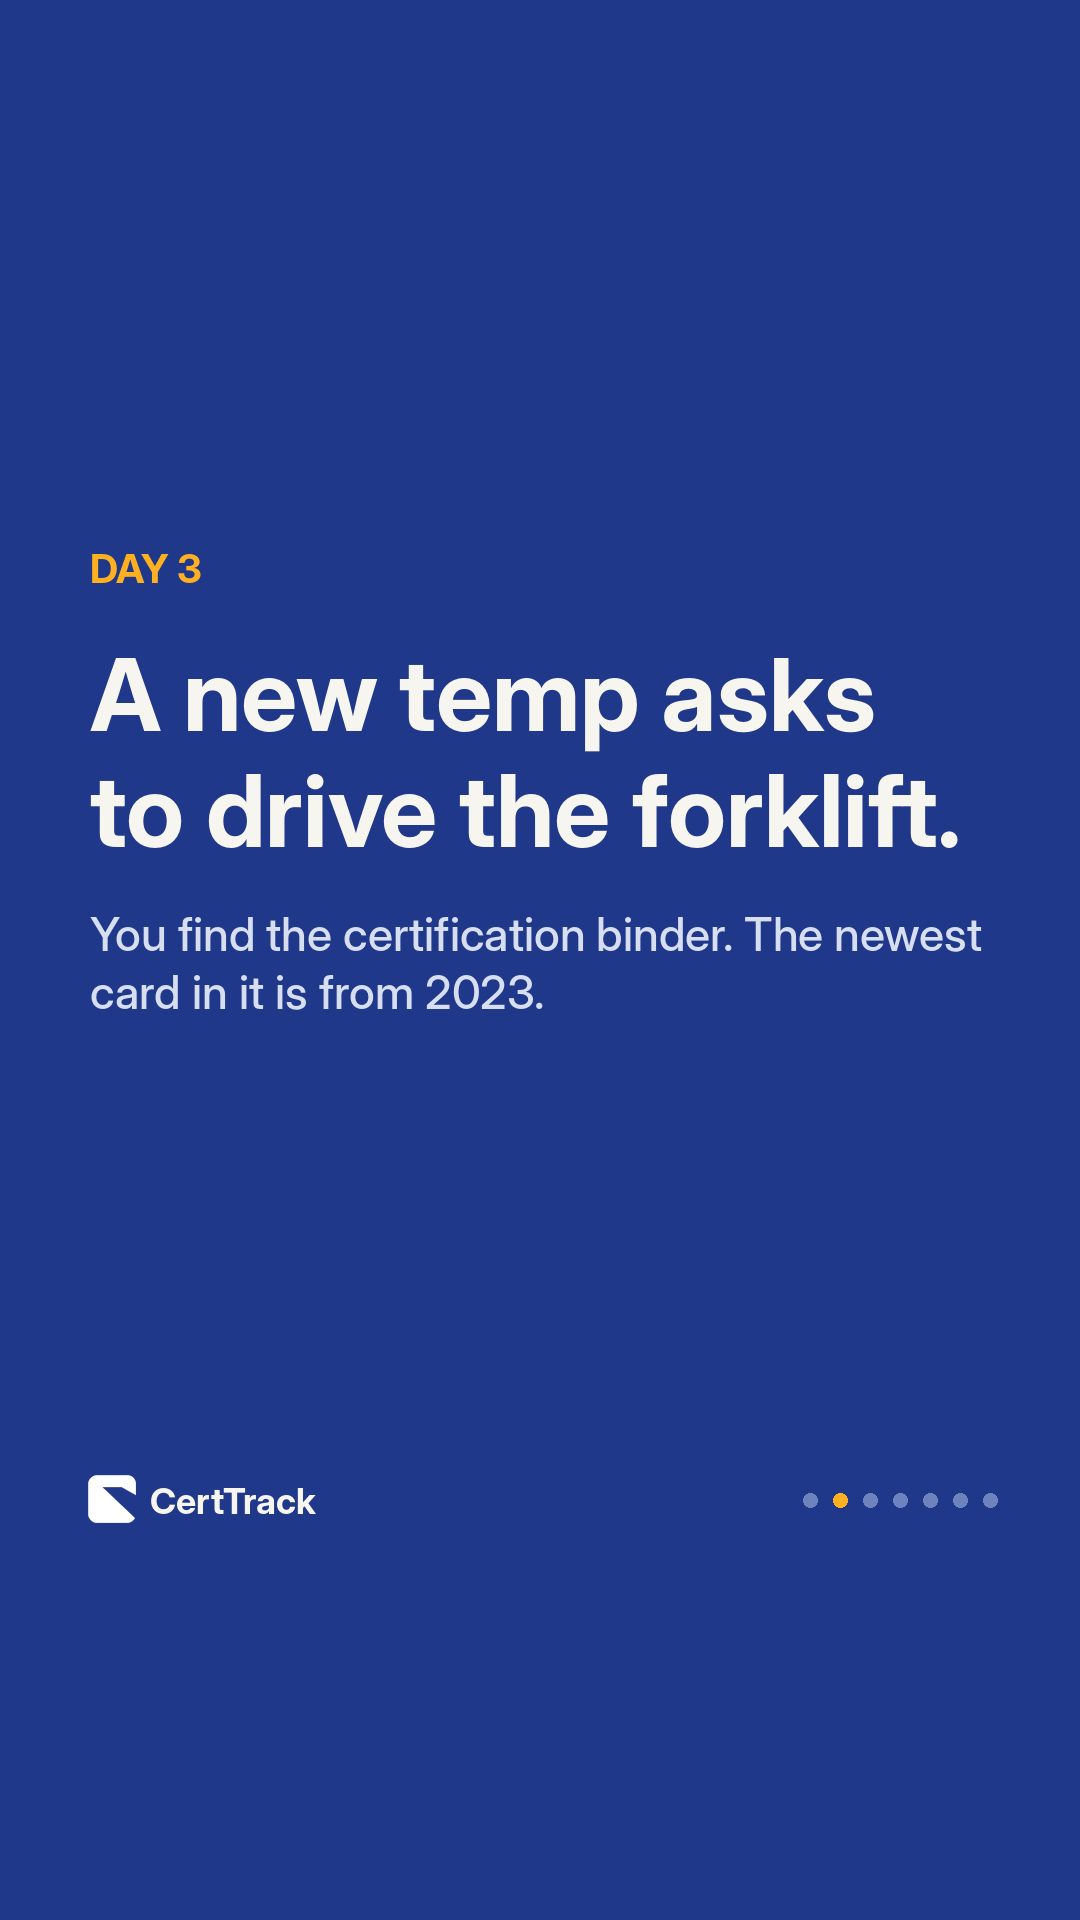 DAY 3
A new temp asks
to drive the forklift.
You find the certification binder. The newest
card in it is from 2023.
CertTrack